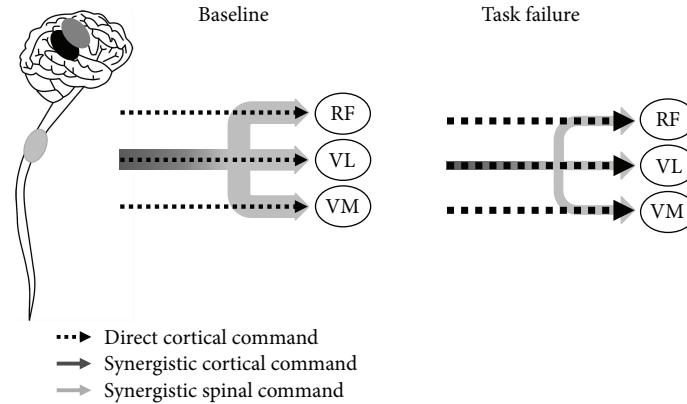 Baseline
Task failure
RF
VL
VM
RF
VL
VM
Direct cortical command
Synergistic cortical command
Synergistic spinal command